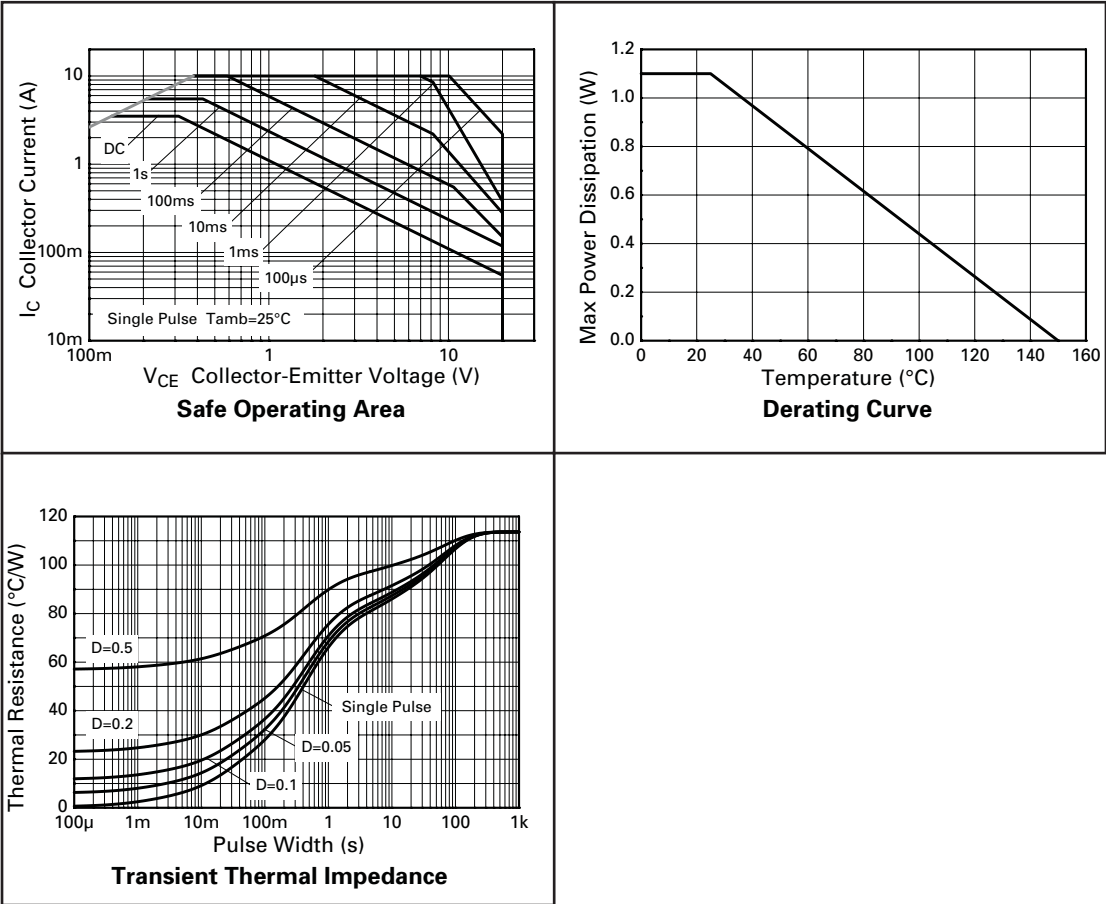 I_C Collector Current (A)
10
1
100m
10m
DC
1s
100ms
10ms
1ms
100µs
Single Pulse Tamb=25°C
100m 1 10
V_CE Collector-Emitter Voltage (V)
Safe Operating Area
Max Power Dissipation (W)
1.2
1.0
0.8
0.6
0.4
0.2
0.0
0 20 40 60 80 100 120 140 160
Temperature (°C)
Derating Curve
Thermal Resistance (°C/W)
120
100
80
60
40
20
0
D=0.5
D=0.2
Single Pulse
D=0.05
D=0.1
100µ 1m 10m 100m 1 10 100 1k
Pulse Width (s)
Transient Thermal Impedance